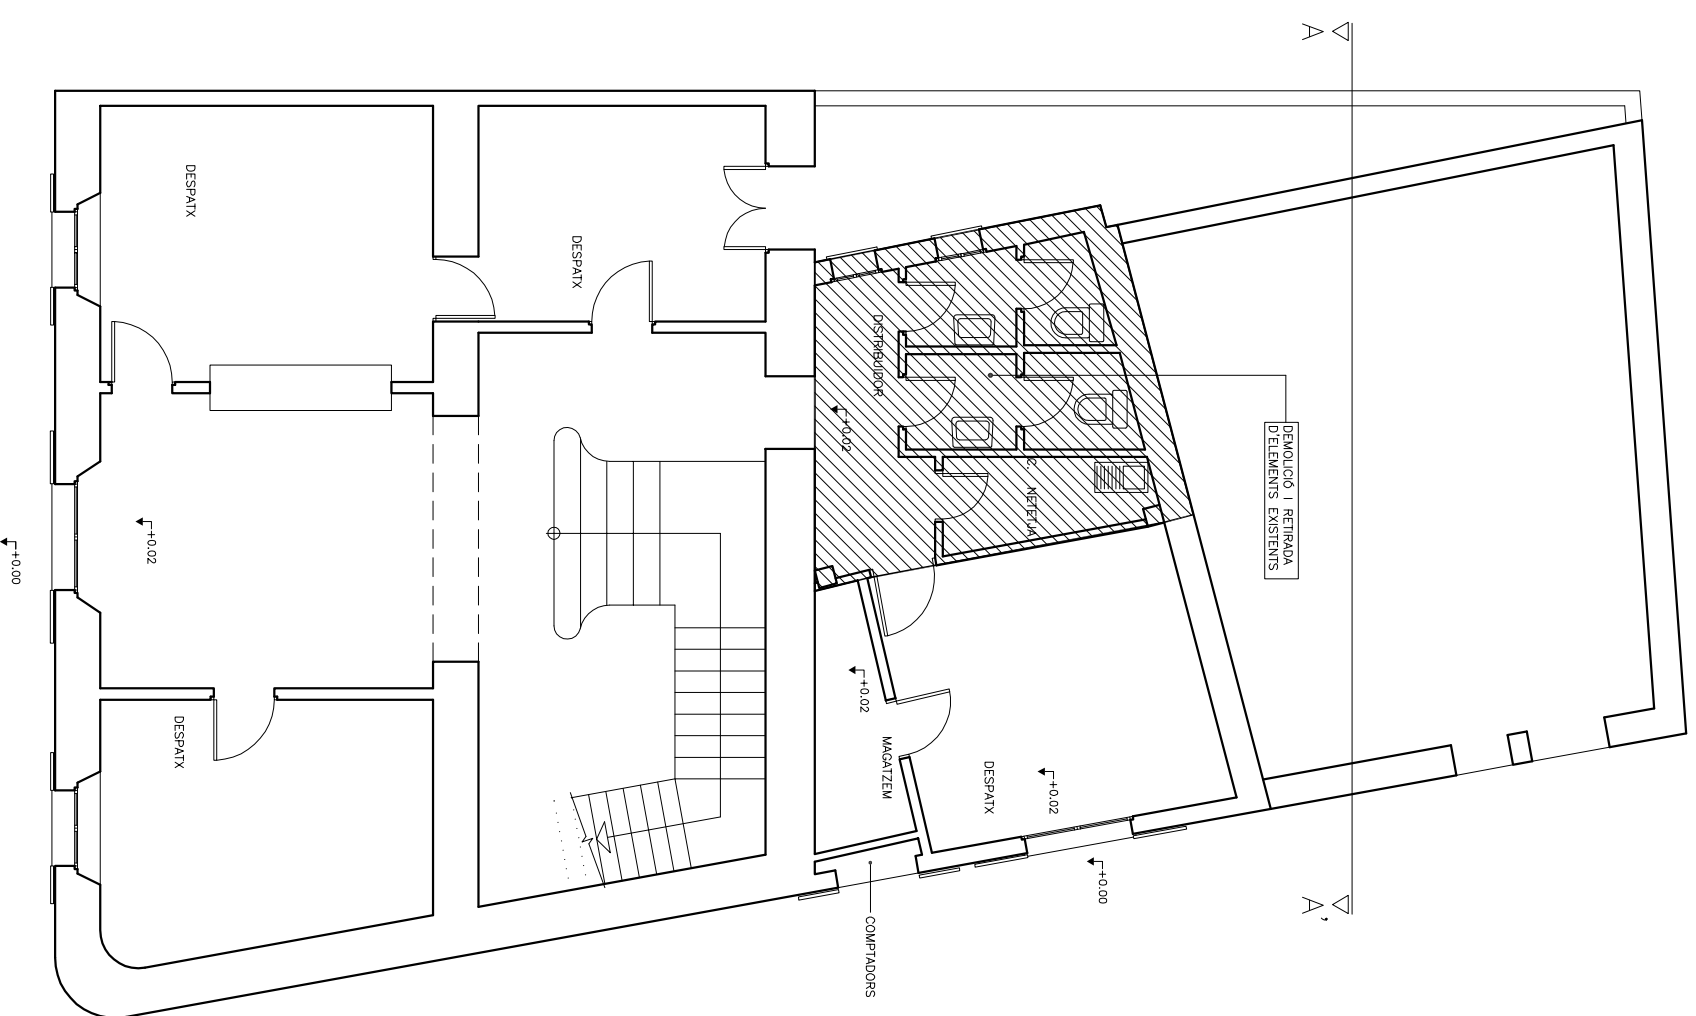 A
A'
DESPATX
DESPATX
DISTRIBUIDOR
DEMOLICIÓ I RETIRADA
D'ELEMENTS EXISTENTS
+0.02
C. NETETJA
+0.02
+0.00
+0.02
DESPATX
MAGATZEM
DESPATX
+0.02
+0.00
COMPTADORS